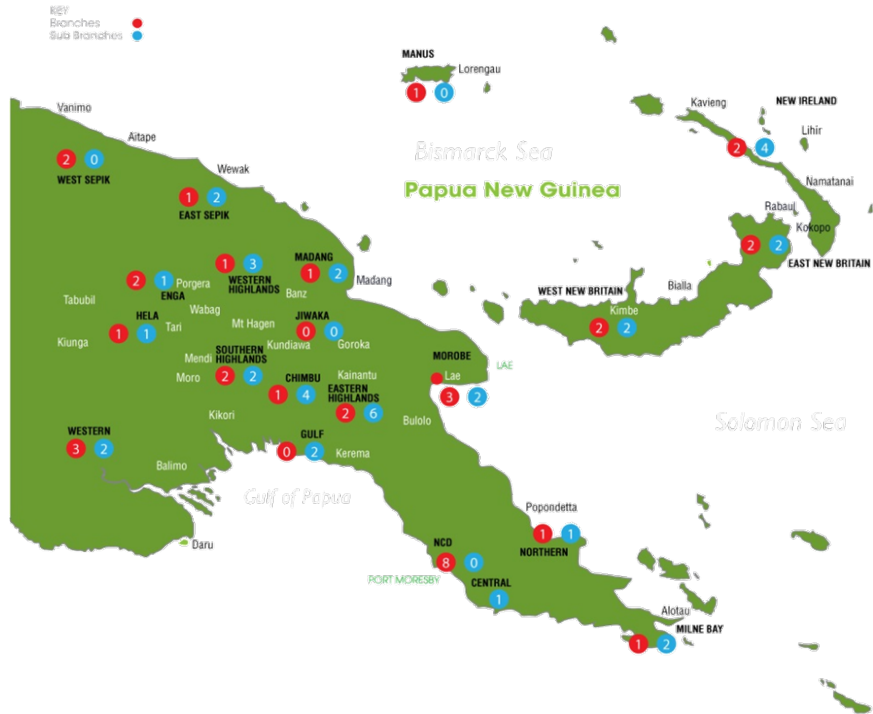 KEY
Branches
Sub Branches
MANUS
Lorengau
1 0
Kavieng
NEW IRELAND
Vanimo
Lihir
Aitape
2 4
Bismarck Sea
2 0
Wewak
WEST SEPIK
Namatanai
Papua New Guinea
1 2
Rabaul
EAST SEPIK
Kokopo
2 2
MADANG
1 3
EAST NEW BRITAIN
1 2
WESTERN
HIGHLANDS
2 1
Porgera
Madang
Banz
ENGA
WEST NEW BRITAIN
Bialla
Tabubil
Wabag
Kimbe
HELA
JIWAKA
Tari
Mt Hagen
2 2
1 1
0 0
Kiunga
Kundiawa
Goroka
SOUTHERN
HIGHLANDS
Mendi
MOROBE
LAE
Moro
2 2
CHIMBU
Kainantu
Lae
1 4
EASTERN
HIGHLANDS
3 2
2 6
Kikori
Bulolo
Solomon Sea
WESTERN
GULF
3 2
0 2
Kerema
Balimo
Gulf of Papua
Popondetta
1 1
Daru
NCD
NORTHERN
8 0
PORT MORESBY
CENTRAL
1
Alotau
MILNE BAY
1 2